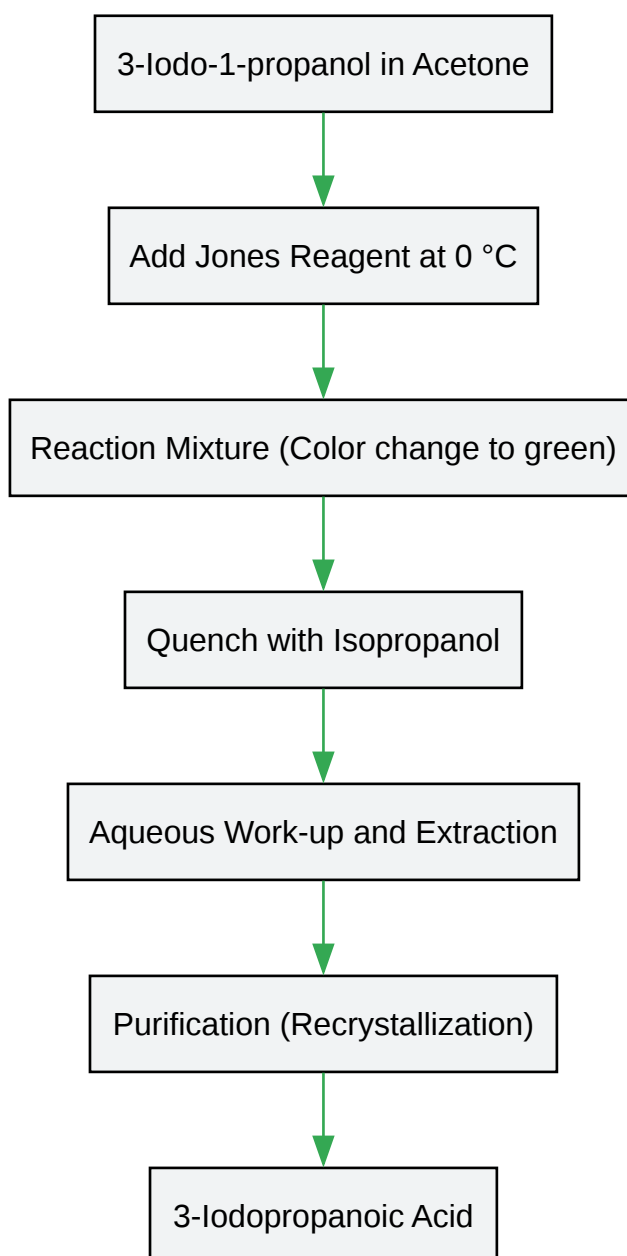 3-Iodo-1-propanol in Acetone
Add Jones Reagent at 0 °C
Reaction Mixture (Color change to green)
Quench with Isopropanol
Aqueous Work-up and Extraction
Purification (Recrystallization)
3-Iodopropanoic Acid